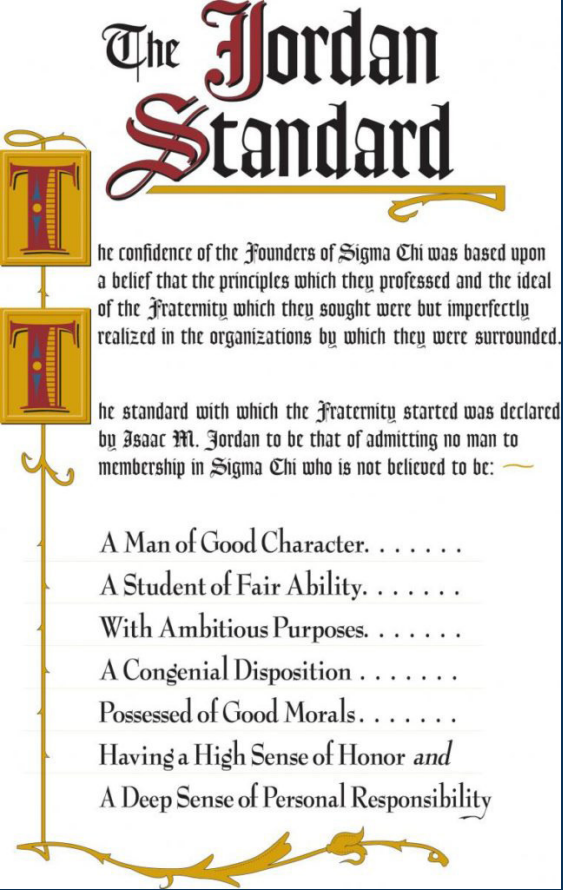 The Jordan
Standard
The confidence of the Founders of Sigma Chi was based upon
a belief that the principles which they professed and the ideal
of the Fraternity which they sought were but imperfectly
realized in the organizations by which they were surrounded.
The standard with which the Fraternity started was declared
by Isaac M. Jordan to be that of admitting no man to
membership in Sigma Chi who is not believed to be:
A Man of Good Character. . . . . . .
A Student of Fair Ability. . . . . . .
With Ambitious Purposes. . . . . . .
A Congenial Disposition . . . . . . .
Possessed of Good Morals. . . . . . .
Having a High Sense of Honor and
A Deep Sense of Personal Responsibility